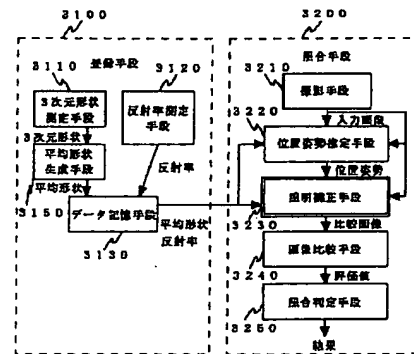 3100
登録手段
3110
3次元形状
測定手段
3120
反射率測定
手段
3次元形状
平均形状
生成手段
平均形状
3150
反射率
データ記憶手段
3130
平均形状
反射率
3200
照合手段
3210
撮影手段
入力画像
3220
位置姿勢推定手段
位置姿勢
照明補正手段
3230
比較画像
画像比較手段
3240
評価値
照合判定手段
3250
結果